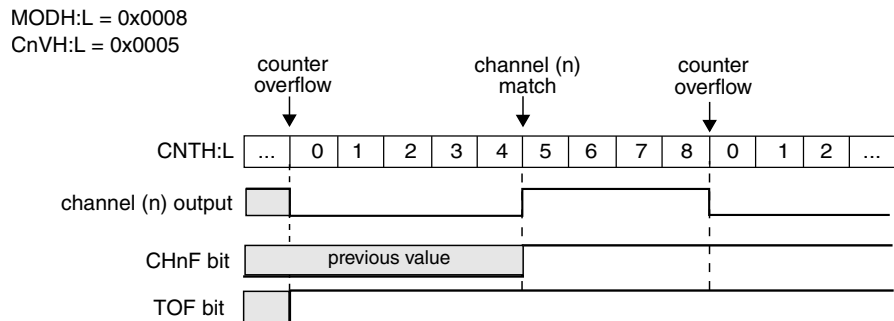 MODH:L = 0x0008
CnVH:L = 0x0005
counter
overflow
channel (n)
match
counter
overflow
CNTH:L ... 0 1 2 3 4 5 6 7 8 0 1 2 ...
channel (n) output
CHnF bit previous value
TOF bit